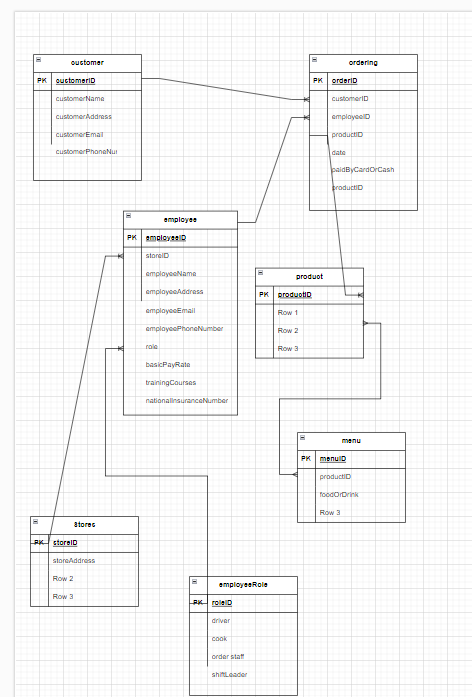 customer
PK customerID
customerName
customerAddress
customerEmail
customerPhoneNu
ordering
PK orderID
customerID
employeeID
productID
date
paidByCardOrCash
productID
employee
PK employeeID
storeID
employeeName
employeeAddress
employeeEmail
employeePhoneNumber
role
basicPayRate
trainingCourses
nationalInsuranceNumber
product
PK productID
Row 1
Row 2
Row 3
menu
PK menuID
productID
foodOrDrink
Row 3
Stores
PK storeID
storeAddress
Row 2
Row 3
employeeRole
PK roleID
driver
cook
order staff
shiftLeader